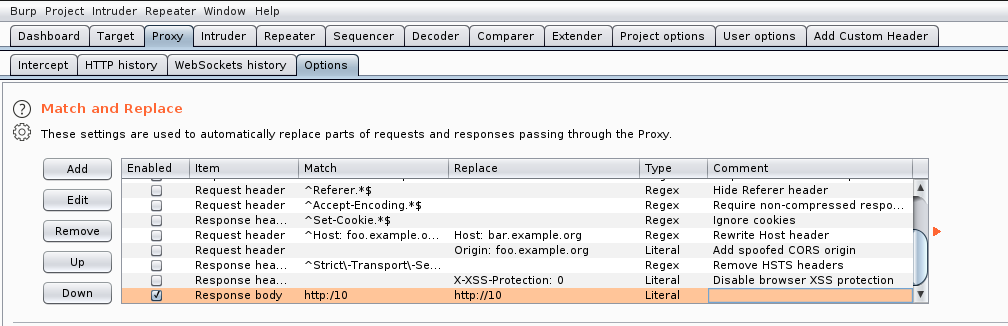 Burp Project Intruder Repeater Window Help
Dashboard Target Proxy Intruder Repeater Sequencer Decoder Comparer Extender Project options User options Add Custom Header
Intercept HTTP history WebSockets history Options
? Match and Replace
These settings are used to automatically replace parts of requests and responses passing through the Proxy.
Add Enabled Item Match Replace Type Comment
Request header ^Referer.*$ Regex Hide Referer header
Edit Request header ^Accept-Encoding.*$ Regex Require non-compressed respo...
Response hea... ^Set-Cookie.*$ Regex Ignore cookies
Remove Request header ^Host: foo.example.o... Host: bar.example.org Regex Rewrite Host header
Request header Origin: foo.example.org Literal Add spoofed CORS origin
Up Response hea... ^Strict\-Transport\-Se... Regex Remove HSTS headers
Response hea... X-XSS-Protection: 0 Literal Disable browser XSS protection
Down Response body http:/10 http://10 Literal